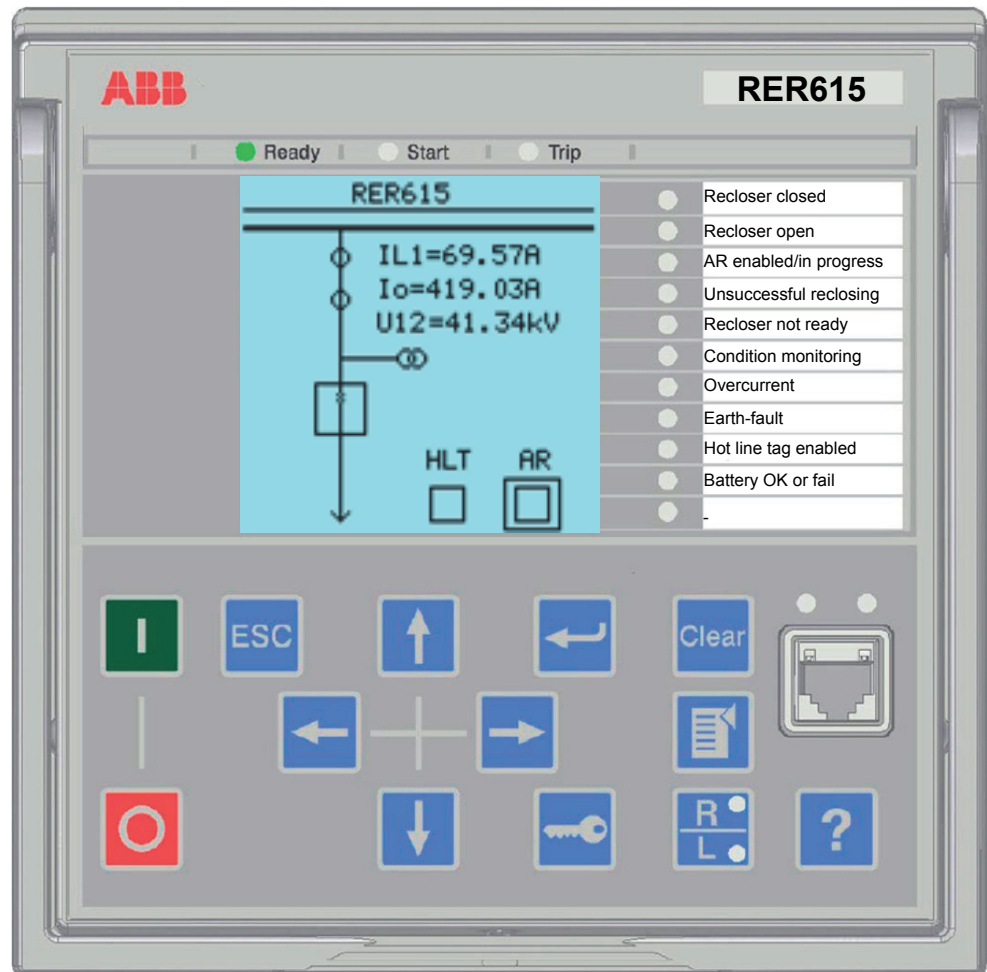 ABB
RER615
Ready Start Trip
RER615
IL1=69.57A
Io=419.03A
U12=41.34kV
HLT AR
Recloser closed
Recloser open
AR enabled/in progress
Unsuccessful reclosing
Recloser not ready
Condition monitoring
Overcurrent
Earth-fault
Hot line tag enabled
Battery OK or fail
-
I
ESC
Clear
O
R
L
?